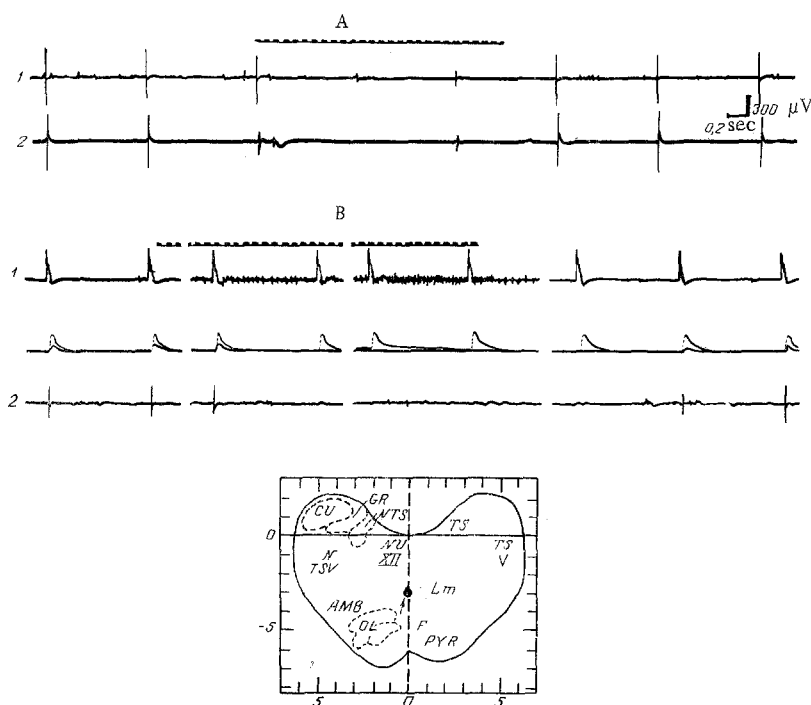 A
1
300 μV
0,2 sec
2
B
1
2
CU
GR
NTS
TS
0
NU
TS
N
XII
V
TSV
Lm
AMB
OL
F
-5
PYR
5
0
5